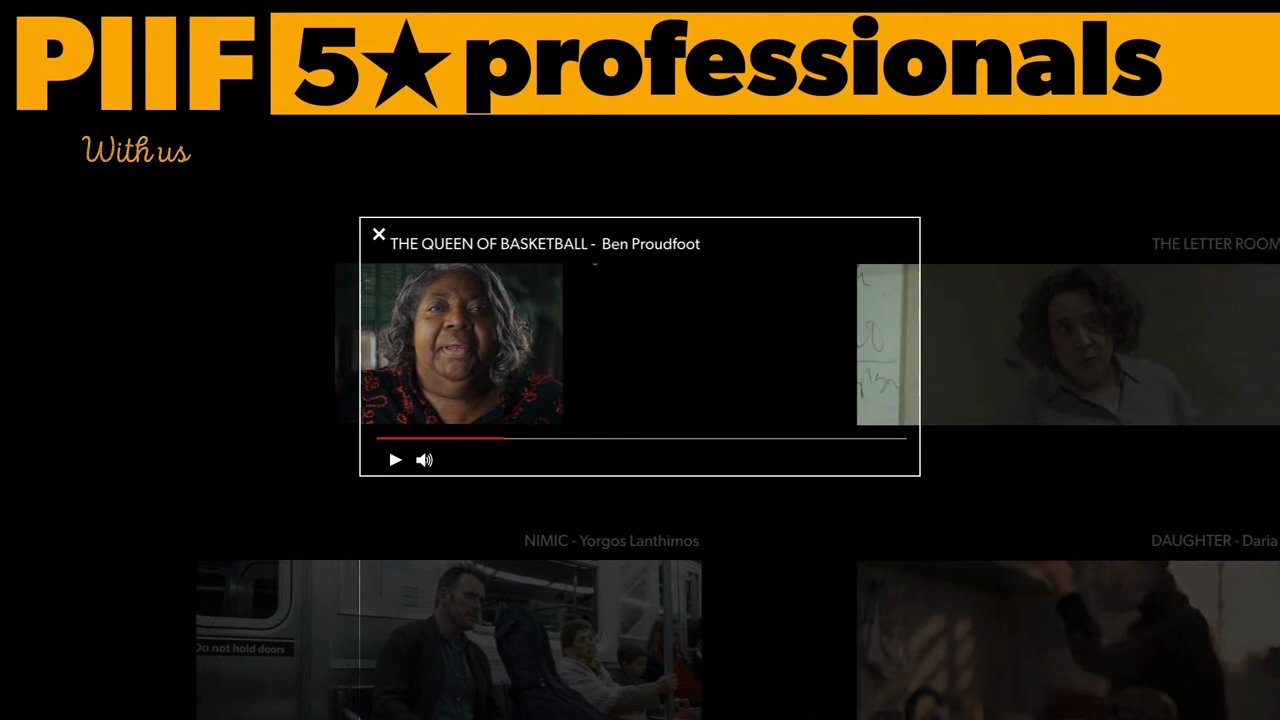 PIIF 5★professionals
With us
THE QUEEN OF BASKETBALL - Ben Proudfoot
THE LETTER ROOM
NIMIC - Yorgos Lanthimos
DAUGHTER - Daria
Do not hold doors